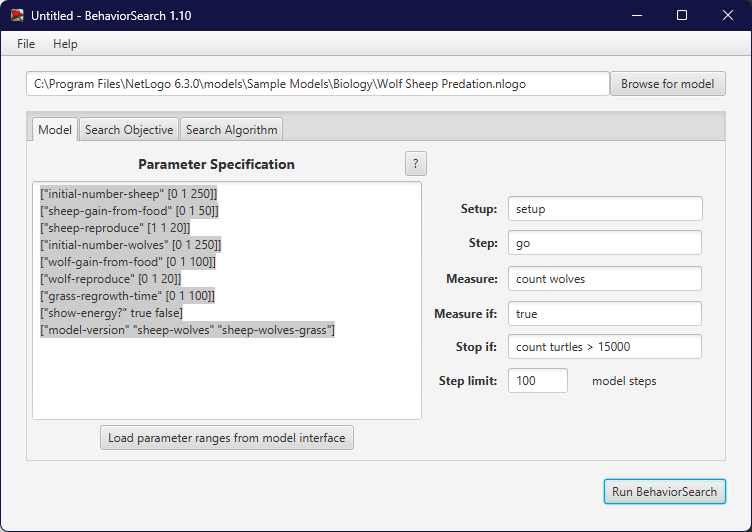 Untitled - BehaviorSearch 1.10
File Help
C:\Program Files\NetLogo 6.3.0\models\Sample Models\Biology\Wolf Sheep Predation.nlogo
Browse for model
Model Search Objective Search Algorithm
Parameter Specification
?
["initial-number-sheep" [0 1 250]]
["sheep-gain-from-food" [0 1 50]]
["sheep-reproduce" [1 1 20]]
["initial-number-wolves" [0 1 250]]
["wolf-gain-from-food" [0 1 100]]
["wolf-reproduce" [0 1 20]]
["grass-regrowth-time" [0 1 100]]
["show-energy?" true false]
["model-version" "sheep-wolves" "sheep-wolves-grass"]
Load parameter ranges from model interface
Setup: setup
Step: go
Measure: count wolves
Measure if: true
Stop if: count turtles > 15000
Step limit: 100 model steps
Run BehaviorSearch